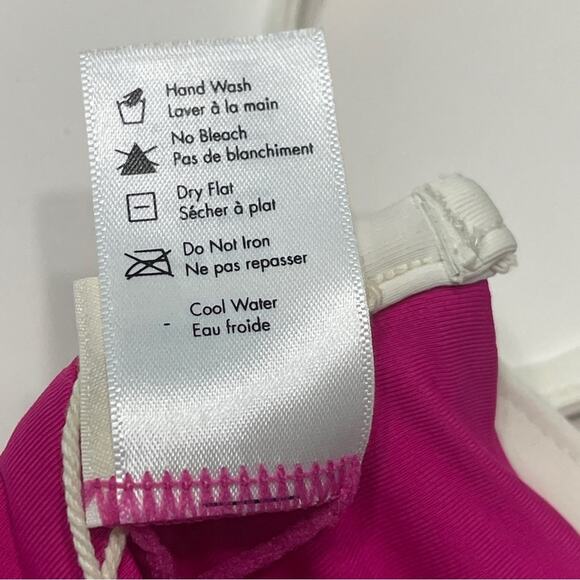 Hand Wash
Laver à la main
No Bleach
Pas de blanchiment
Dry Flat
Sécher à plat
Do Not Iron
Ne pas repasser
Cool Water
- Eau froide